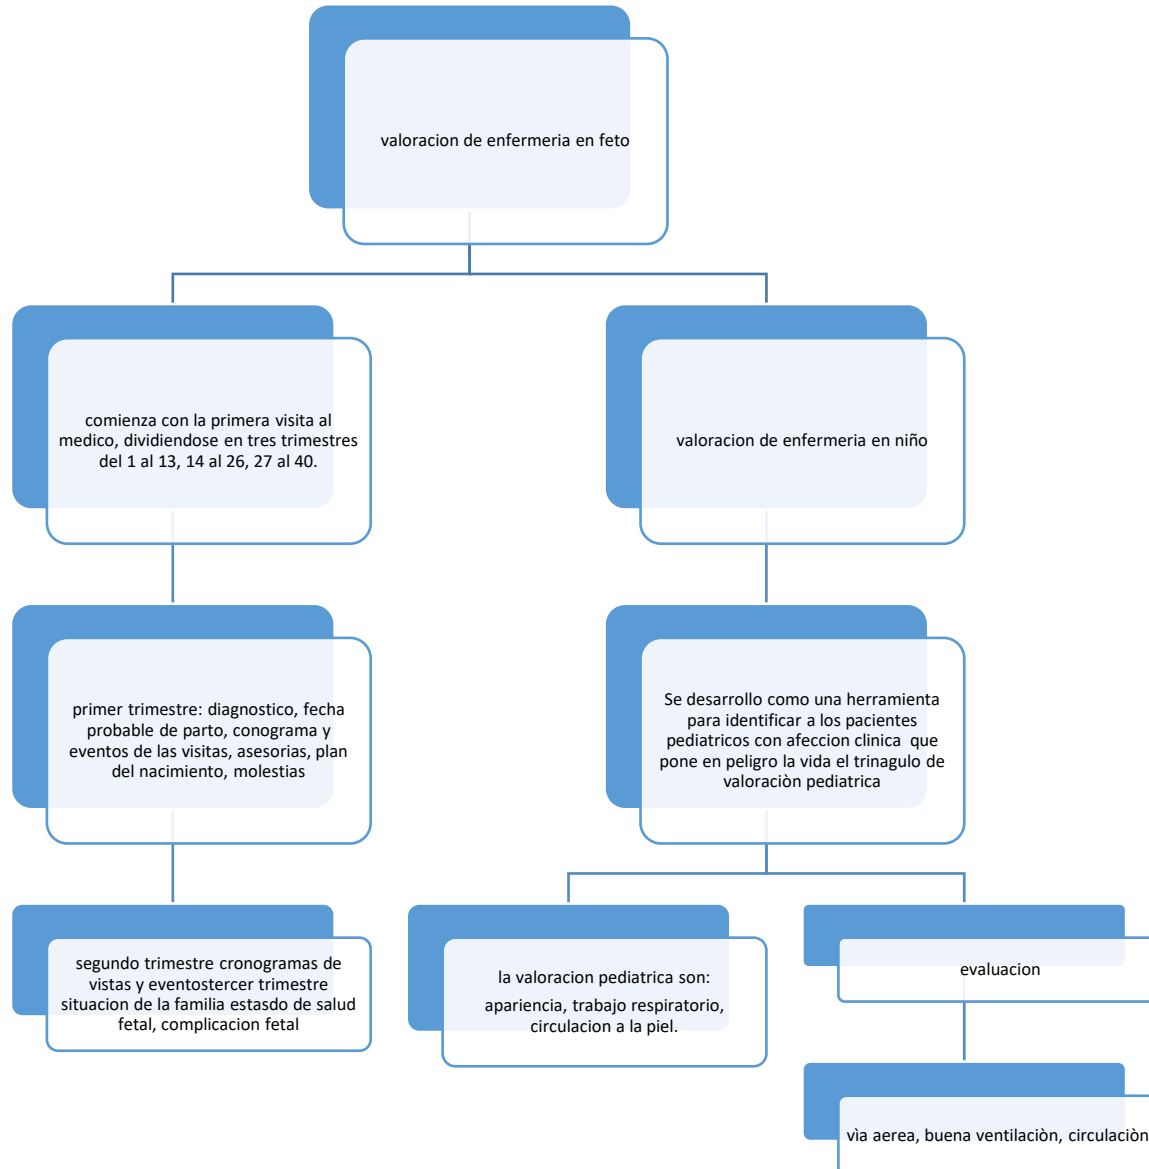 valoracion de enfermeria en feto
comienza con la primera visita al
medico, dividiendose en tres trimestres
del 1 al 13, 14 al 26, 27 al 40.
valoracion de enfermeria en niño
primer trimestre: diagnostico, fecha
probable de parto, conograma y
eventos de las visitas, asesorias, plan
del nacimiento, molestias
Se desarrollo como una herramienta
para identificar a los pacientes
pediatricos con afeccion clinica que
pone en peligro la vida el trinagulo de
valoraciòn pediatrica
segundo trimestre cronogramas de
vistas y eventostercer trimestre
situacion de la familia estasdo de salud
fetal, complicacion fetal
la valoracion pediatrica son:
apariencia, trabajo respiratorio,
circulacion a la piel.
evaluacion
vìa aerea, buena ventilaciòn, circulaciòn